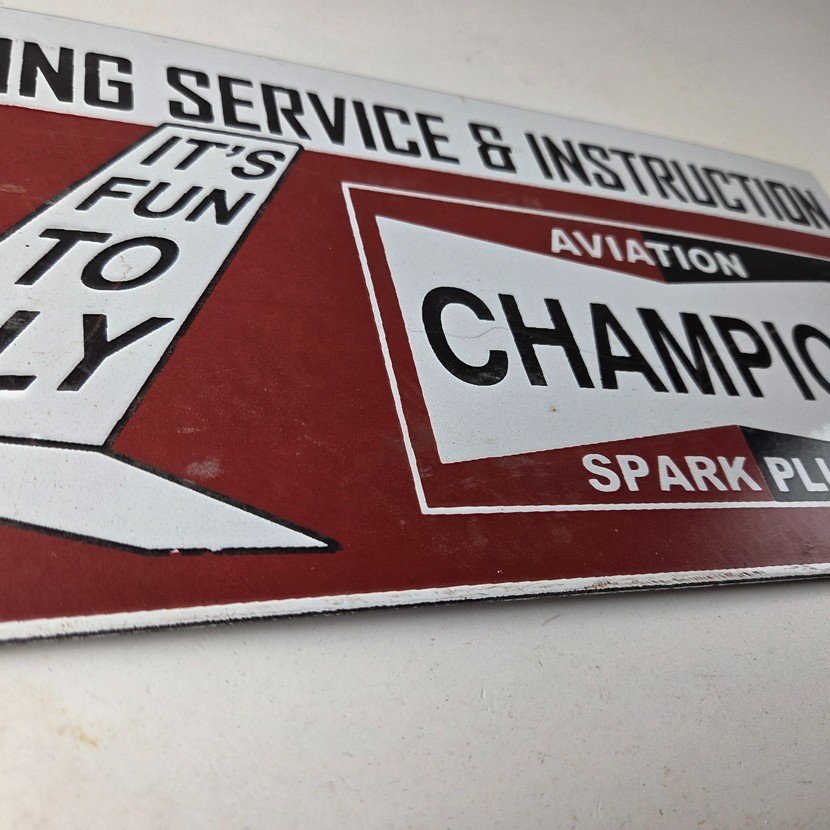 ING SERVICE & INSTRUCTION
IT'S
FUN
TO
LY
AVIATION
CHAMPIO
SPARK PLU